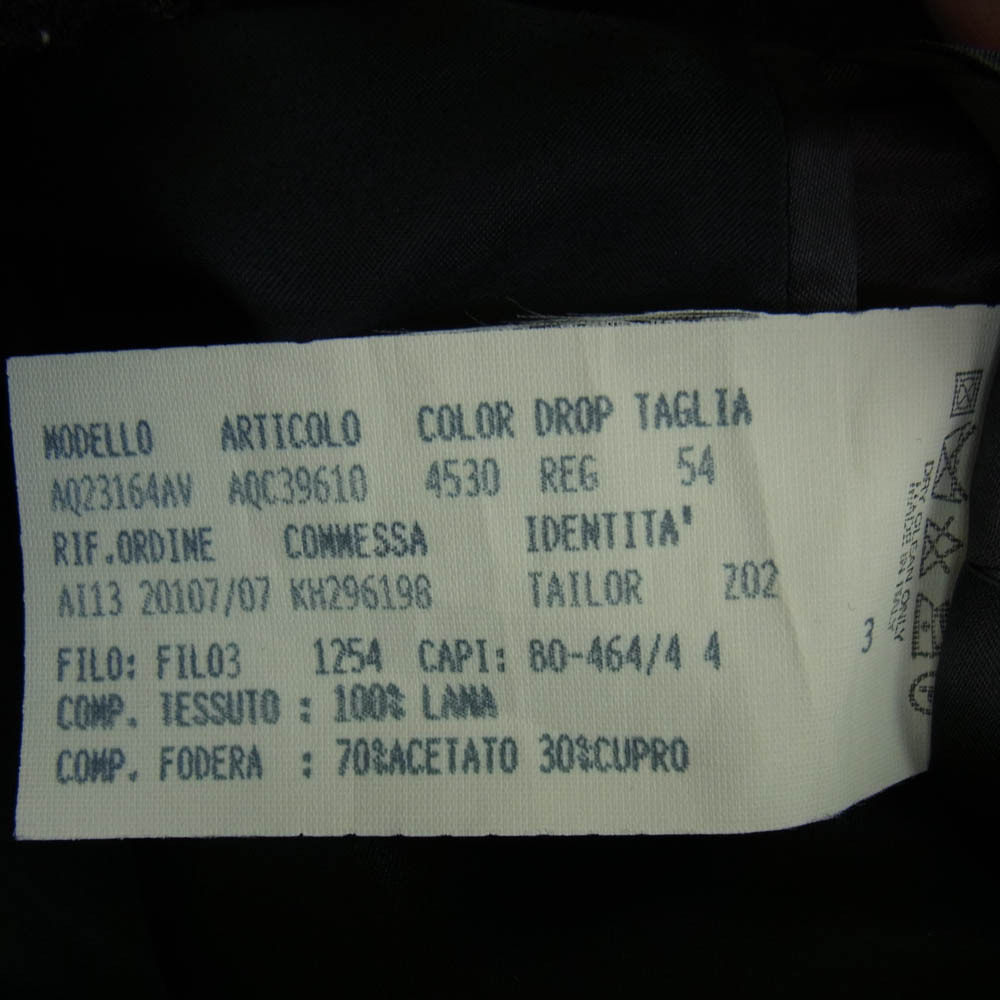 MODELLO ARTICOLO COLOR DROP TAGLIA
AQ23164AV AQC39610 4530 REG 54
RIF.ORDINE COMMESSA IDENTITA'
AI13 20107/07 KH296198 TAILOR Z02
FILO: FILO3 1254 CAPI: 80-464/4 4 3
COMP. TESSUTO : 100% LANA
COMP. FODERA : 70%ACETATO 30%CUPRO
DRY CLEAN ONLY
MADE IN ITALY